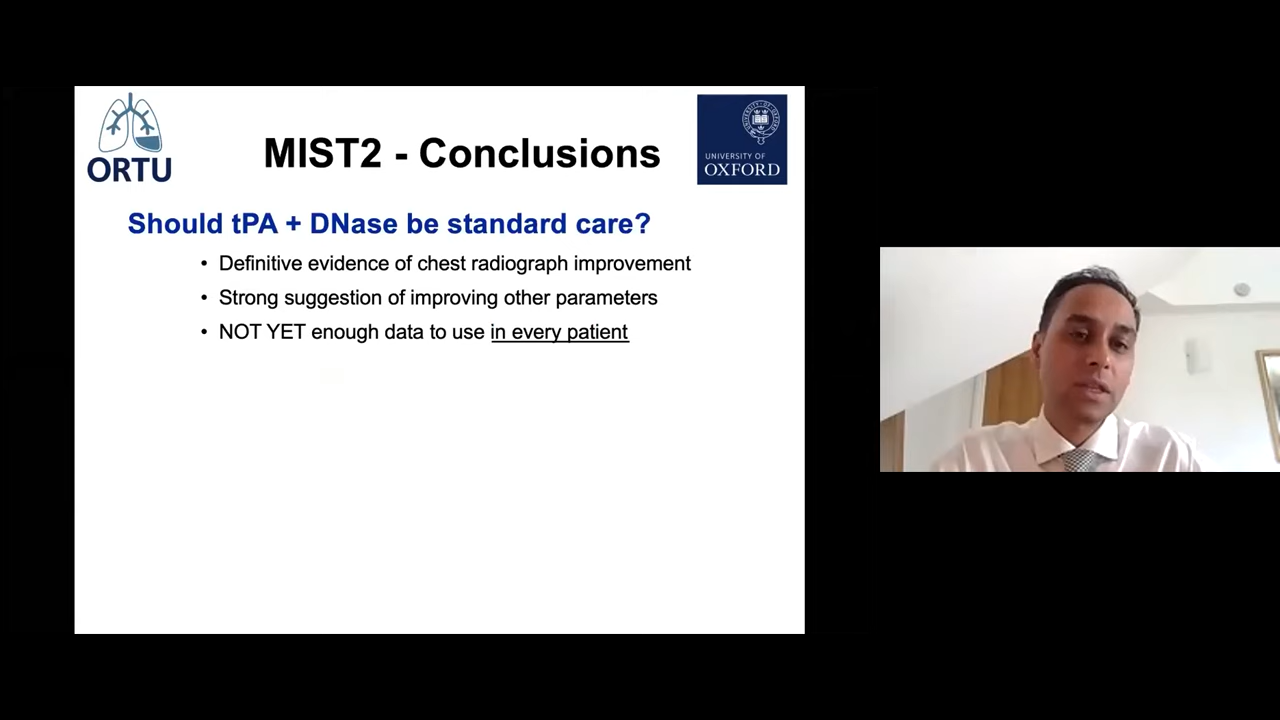 ORTU
MIST2 - Conclusions
UNIVERSITY OF
OXFORD
Should tPA + DNase be standard care?
• Definitive evidence of chest radiograph improvement
• Strong suggestion of improving other parameters
• NOT YET enough data to use in every patient